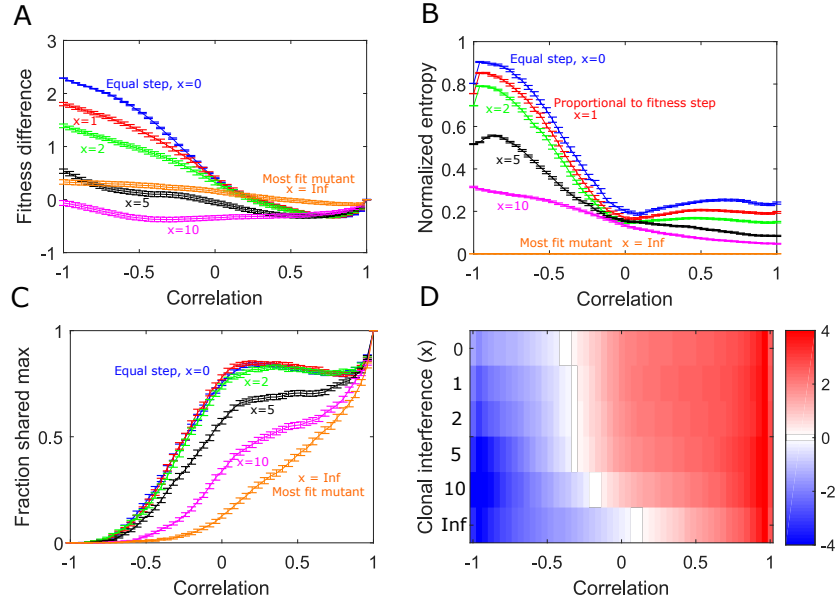 A
3
2
1
0
-1
-1
-0.5
0
0.5
1
Fitness difference
Correlation
Equal step, x=0
x=1
x=2
x=5
x=10
Most fit mutant
x = Inf
B
1
0.8
0.6
0.4
0.2
0
-1
-0.5
0
0.5
1
Normalized entropy
Correlation
Equal step, x=0
Proportional to fitness step
x=1
x=2
x=5
x=10
Most fit mutant x = Inf
C
1
0.5
0
-1
-0.5
0
0.5
1
Fraction shared max
Correlation
Equal step, x=0
x=2
x=5
x=10
x = Inf
Most fit mutant
D
Clonal interference (x)
0
1
2
5
10
Inf
-1
-0.5
0
0.5
1
Correlation
4
2
0
-2
-4